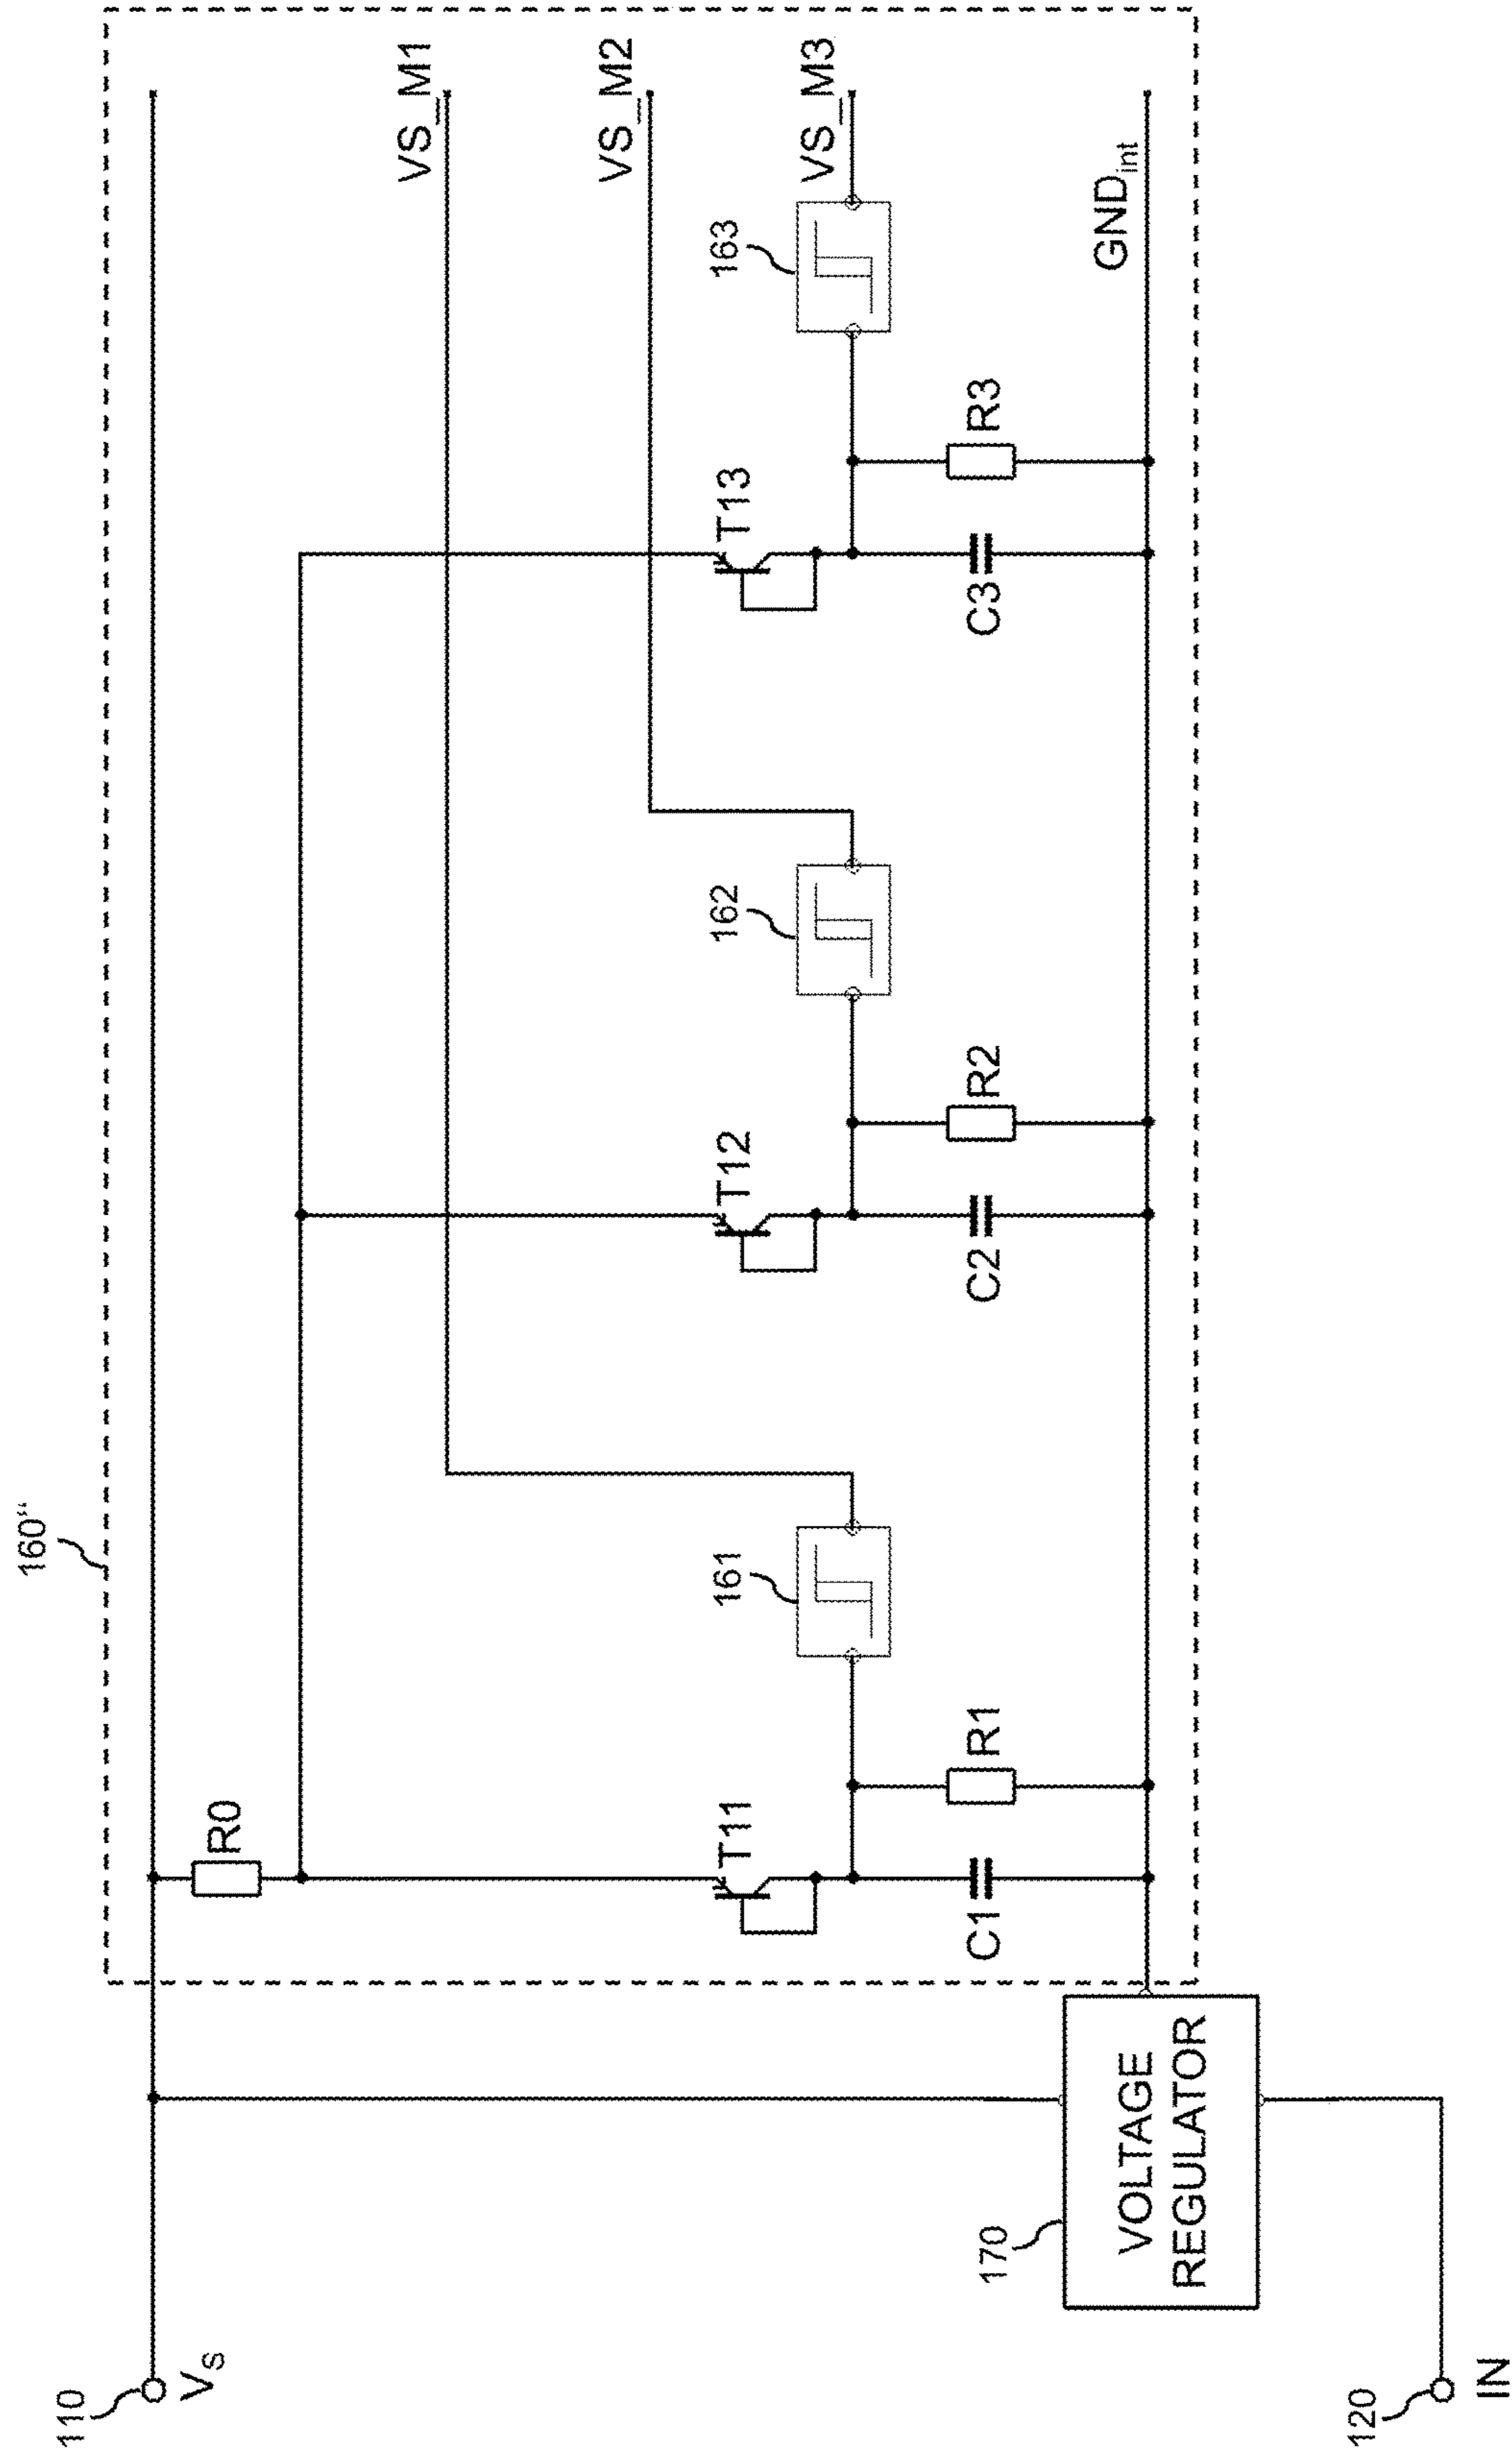 160“
110
V_S
R0
VS_M1
VS_M2
VS_M3
T11
T12
T13
161
162
163
C1
R1
C2
R2
C3
R3
GND_int
170
VOLTAGE
REGULATOR
120
IN